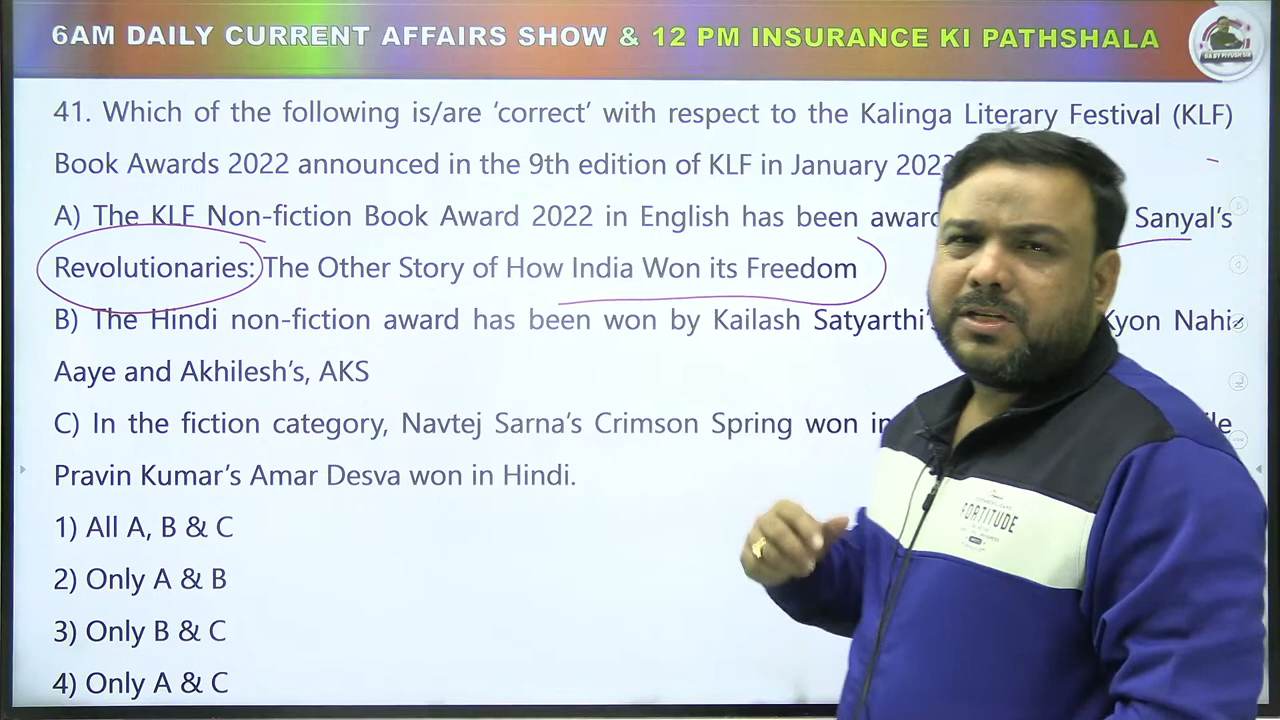 6AM DAILY CURRENT AFFAIRS SHOW & 12 PM INSURANCE KI PATHSHALA
GA BY PIYUSH SIR
41. Which of the following is/are ‘correct’ with respect to the Kalinga Literary Festival (KLF)
Book Awards 2022 announced in the 9th edition of KLF in January
A) The KLF Non-fiction Book Award 2022 in English has been Sanyal’s
Revolutionaries: The Other Story of How India Won its Freedom
B) The Hindi non-fiction award has been won by Kailash Satyarthi’s Kyon Nahi
Aaye and Akhilesh’s, AKS
C) In the fiction category, Navtej Sarna’s Crimson Spring won
Pravin Kumar’s Amar Desva won in Hindi.
1) All A, B & C
2) Only A & B
3) Only B & C
4) Only A & C
FORTITUDE